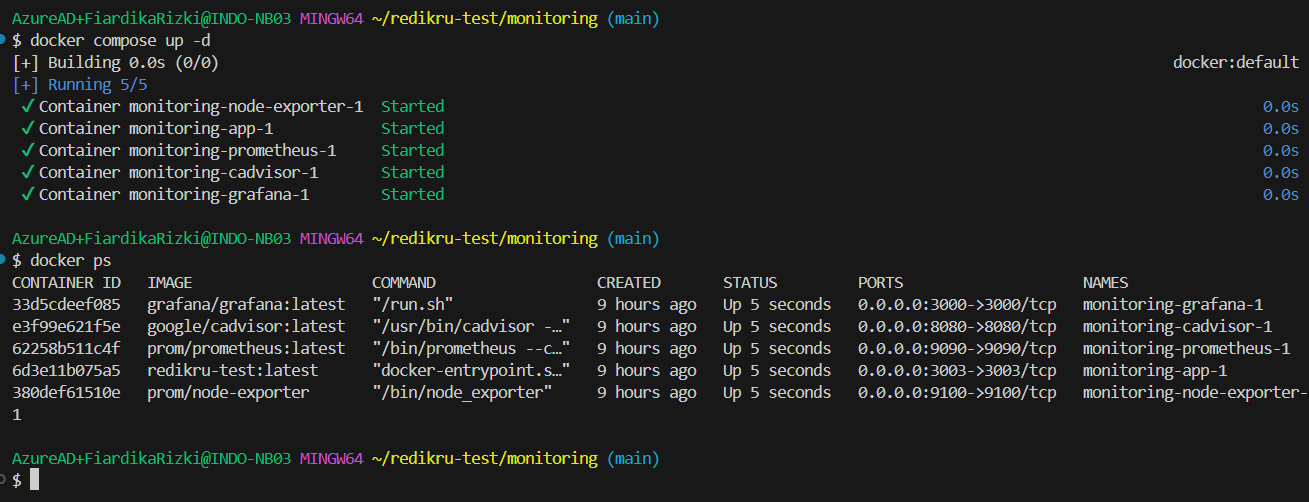 AzureAD+FiardikaRizki@INDO-NB03 MINGW64 ~/redikru-test/monitoring (main)
$ docker compose up -d
[+] Building 0.0s (0/0) docker:default
[+] Running 5/5
✔ Container monitoring-node-exporter-1 Started 0.0s
✔ Container monitoring-app-1 Started 0.0s
✔ Container monitoring-prometheus-1 Started 0.0s
✔ Container monitoring-cadvisor-1 Started 0.0s
✔ Container monitoring-grafana-1 Started 0.0s
AzureAD+FiardikaRizki@INDO-NB03 MINGW64 ~/redikru-test/monitoring (main)
$ docker ps
CONTAINER ID IMAGE COMMAND CREATED STATUS PORTS NAMES
33d5cdeef085 grafana/grafana:latest "/run.sh" 9 hours ago Up 5 seconds 0.0.0.0:3000->3000/tcp monitoring-grafana-1
e3f99e621f5e google/cadvisor:latest "/usr/bin/cadvisor -…" 9 hours ago Up 5 seconds 0.0.0.0:8080->8080/tcp monitoring-cadvisor-1
62258b511c4f prom/prometheus:latest "/bin/prometheus --c…" 9 hours ago Up 5 seconds 0.0.0.0:9090->9090/tcp monitoring-prometheus-1
6d3e11b075a5 redikru-test:latest "docker-entrypoint.s…" 9 hours ago Up 5 seconds 0.0.0.0:3003->3003/tcp monitoring-app-1
380def61510e prom/node-exporter "/bin/node_exporter" 9 hours ago Up 5 seconds 0.0.0.0:9100->9100/tcp monitoring-node-exporter-
1
AzureAD+FiardikaRizki@INDO-NB03 MINGW64 ~/redikru-test/monitoring (main)
$